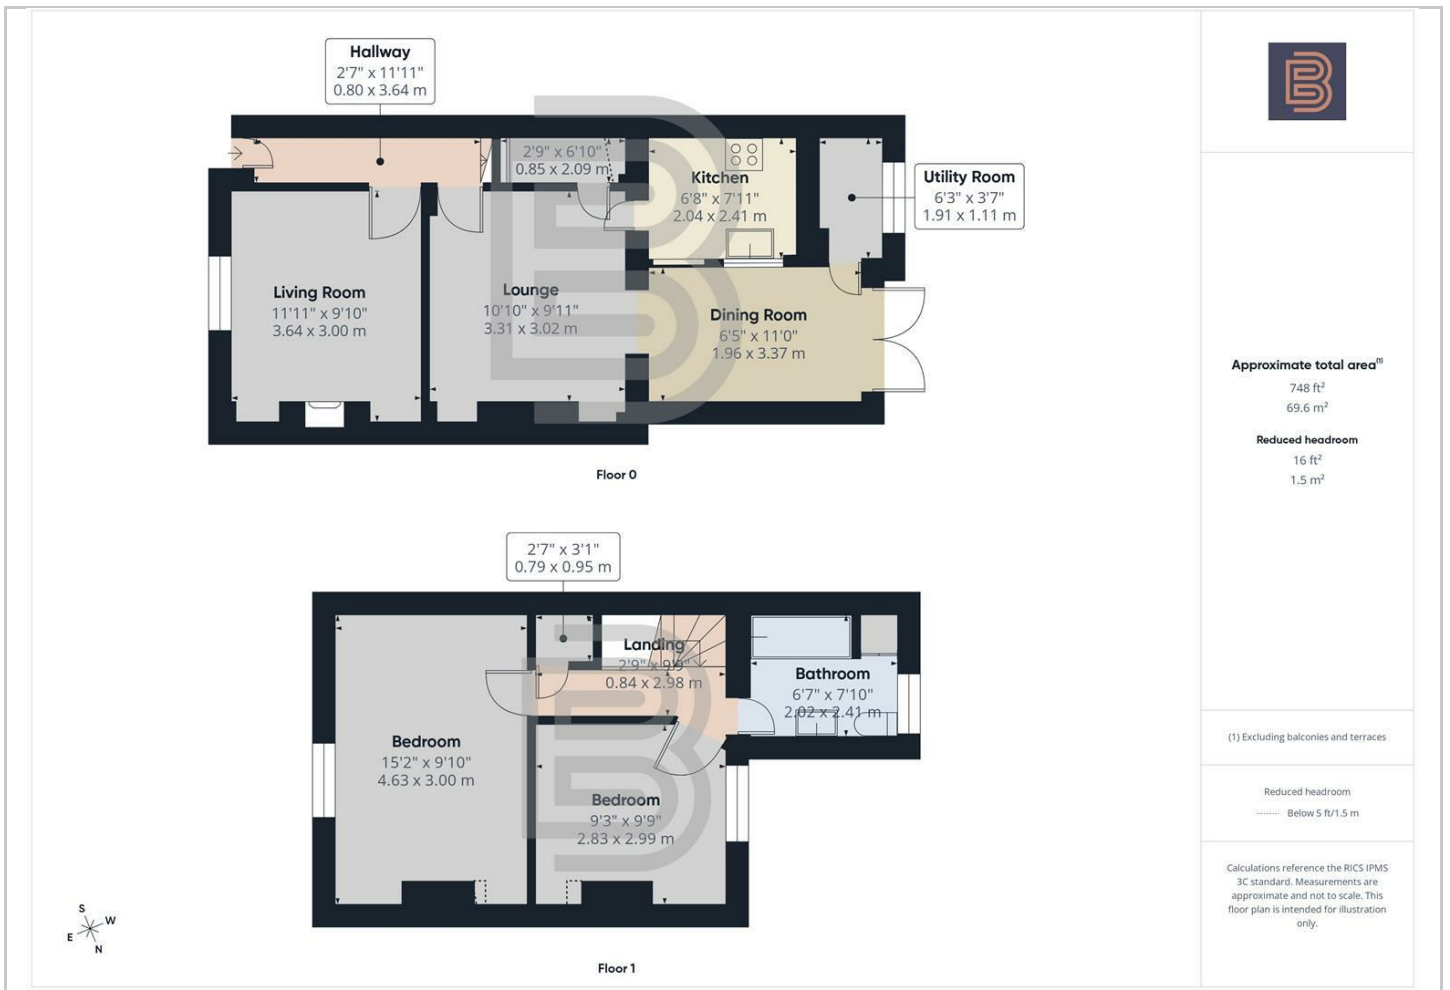 Hallway
2'7" x 11'11"
0.80 x 3.64 m
2'9" x 6'10"
0.85 x 2.09 m
Kitchen
6'8" x 7'11"
2.04 x 2.41 m
Utility Room
6'3" x 3'7"
1.91 x 1.11 m
Living Room
11'11" x 9'10"
3.64 x 3.00 m
Lounge
10'10" x 9'11"
3.31 x 3.02 m
Dining Room
6'5" x 11'0"
1.96 x 3.37 m
Floor 0
2'7" x 3'1"
0.79 x 0.95 m
Landing
2'9" x 9'9"
0.84 x 2.98 m
Bathroom
6'7" x 7'10"
2.02 x 2.41 m
Bedroom
15'2" x 9'10"
4.63 x 3.00 m
Bedroom
9'3" x 9'9"
2.83 x 2.99 m
S
W
E
N
Floor 1
B
Approximate total area(1)
748 ft²
69.6 m²
Reduced headroom
16 ft²
1.5 m²
(1) Excluding balconies and terraces
Reduced headroom
Below 5 ft/1.5 m
Calculations reference the RICS IPMS
3C standard. Measurements are
approximate and not to scale. This
floor plan is intended for illustration
only.